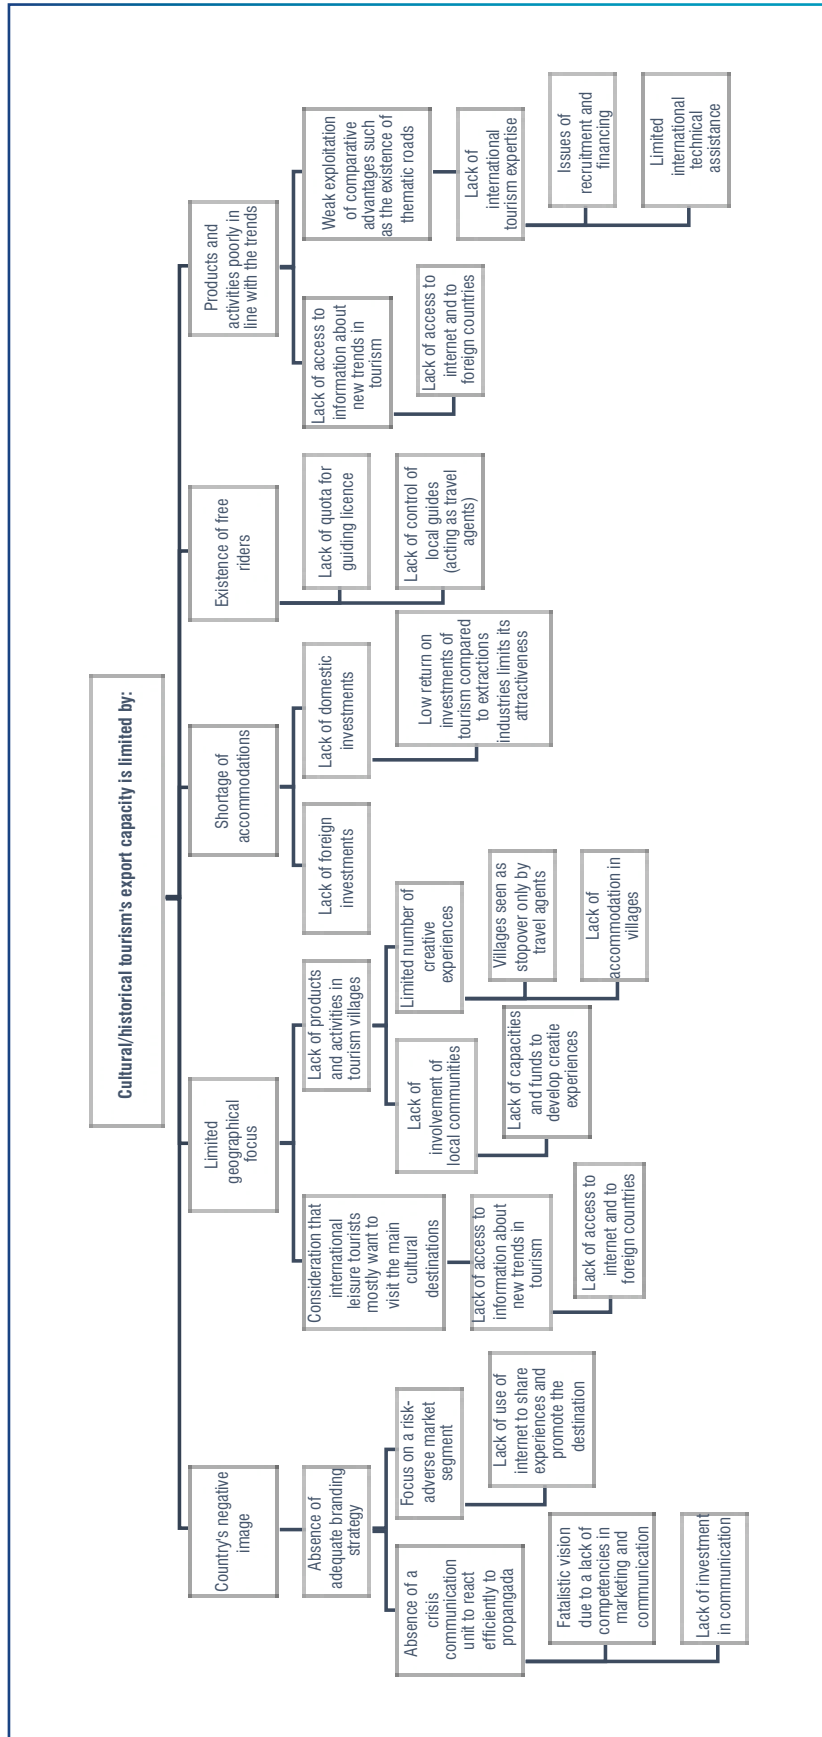 Cultural/historical tourism's export capacity is limited by:
Country's negative
image
Absence of
adequate branding
strategy
Absence of a
crisis
communication
unit to react
efficiently to
propangada
Fatalistic vision
due to a lack of
competencies in
marketing and
communication
Lack of investment
in communication
Focus on a risk-
adverse market
segment
Lack of use of
internet to share
experiences and
promote the
destination
Limited
geographical
focus
Consideration that
international
leisure tourists
mostly want to
visit the main
cultural
destinations
Lack of access to
information about
new trends in
tourism
Lack of access to
internet and to
foreign countries
Lack of products
and activities in
tourism villages
Lack of
involvement of
local communities
Lack of capacities
and funds to
develop creatie
experiences
Limited number of
creative
experiences
Villages seen as
stopover only by
travel agents
Lack of
accommodation in
villages
Shortage of
accommodations
Lack of foreign
investments
Lack of domestic
investments
Low return on
investments of
tourism compared
to extractions
industries limits its
attractiveness
Existence of free
riders
Lack of quota for
guiding licence
Lack of control of
local guides
(acting as travel
agents)
Products and
activities poorly in
line with the trends
Lack of access to
information about
new trends in
tourism
Lack of access to
internet and to
foreign countries
Weak exploitation
of comparative
advantages such
as the existence of
thematic roads
Lack of
international
tourism expertise
Issues of
recruitment and
financing
Limited
international
technical
assistance